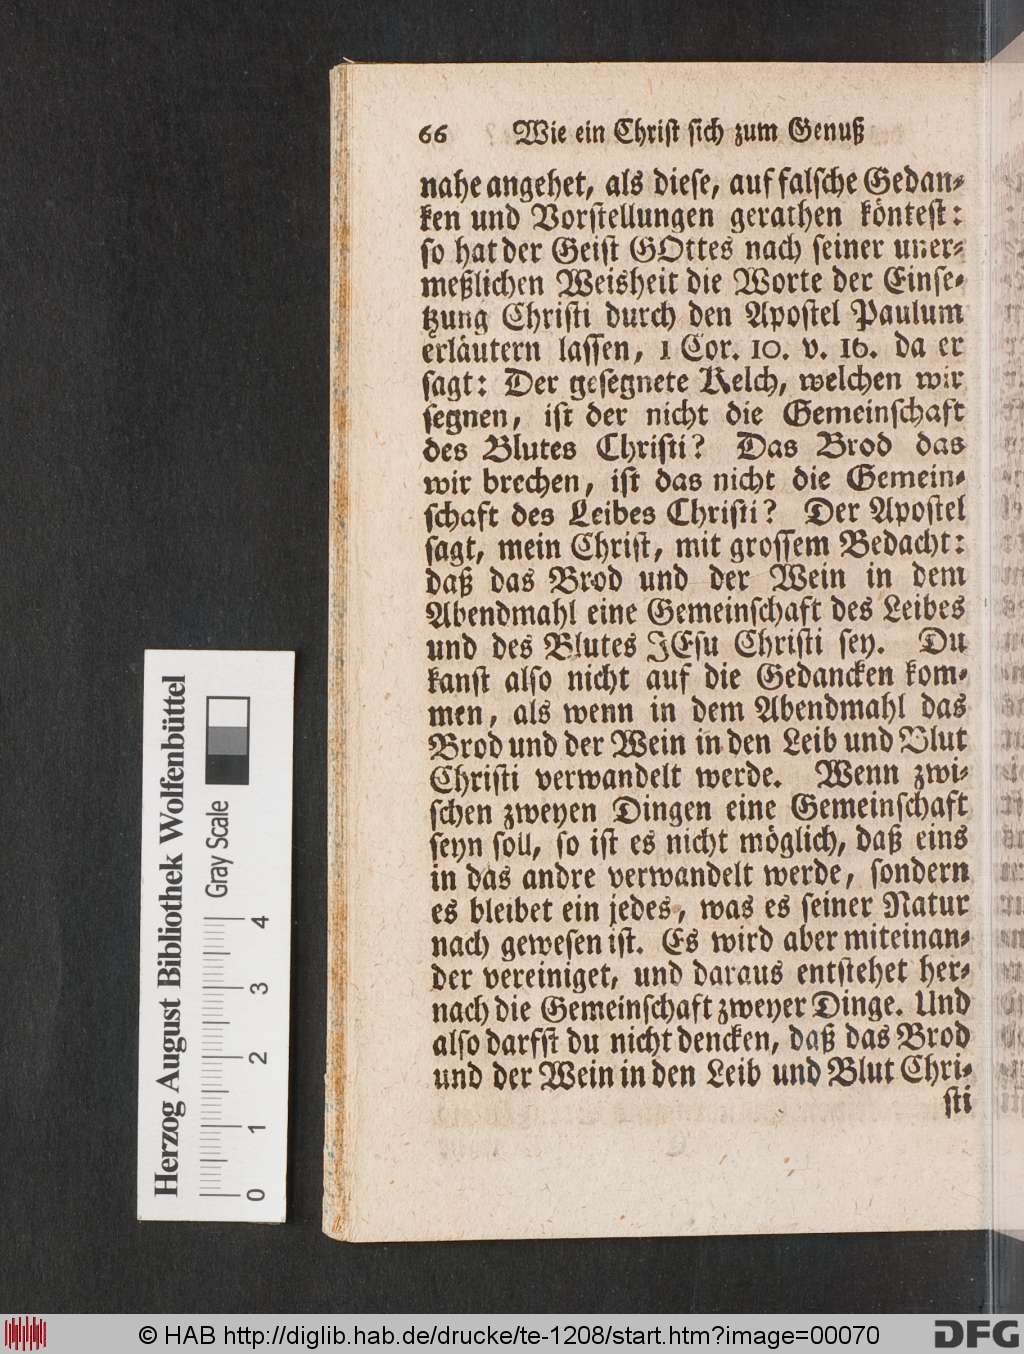 66 Wie ein Christ sich zum Genuß
nahe angehet, als diese, auf falsche Gedan-
ken und Vorstellungen gerathen köntest:
so hat der Geist GOttes nach seiner uner-
meßlichen Weisheit die Worte der Einse-
tzung Christi durch den Apostel Paulum
erläutern lassen, 1 Cor. 10. v. 16. da er
sagt: Der gesegnete Kelch, welchen wir
segnen, ist der nicht die Gemeinschaft
des Blutes Christi? Das Brod das
wir brechen, ist das nicht die Gemein-
schaft des Leibes Christi? Der Apostel
sagt, mein Christ, mit grossem Bedacht:
daß das Brod und der Wein in dem
Abendmahl eine Gemeinschaft des Leibes
und des Blutes JEsu Christi sey. Du
kanst also nicht auf die Gedancken kom-
men, als wenn in dem Abendmahl das
Brod und der Wein in den Leib und Blut
Christi verwandelt werde. Wenn zwi-
schen zweyen Dingen eine Gemeinschaft
seyn soll, so ist es nicht möglich, daß eins
in das andre verwandelt werde, sondern
es bleibet ein jedes, was es seiner Natur
nach gewesen ist. Es wird aber miteinan-
der vereiniget, und daraus entstehet her-
nach die Gemeinschaft zweyer Dinge. Und
also darfst du nicht dencken, daß das Brod
und der Wein in den Leib und Blut Chri-
sti
Herzog August Bibliothek Wolfenbüttel
Gray Scale
0 1 2 3 4
© HAB http://diglib.hab.de/drucke/te-1208/start.htm?image=00070
DFG